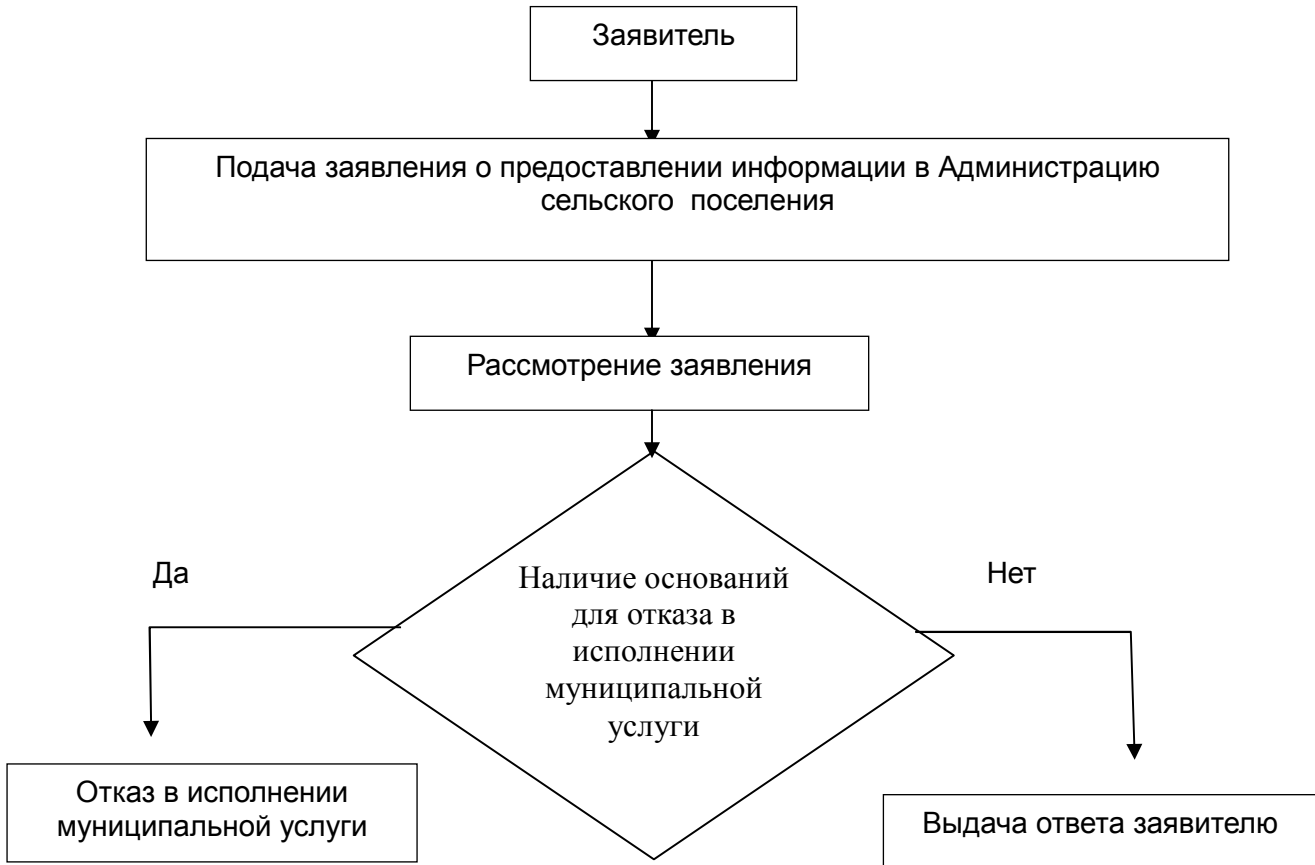 Заявитель
Подача заявления о предоставлении информации в Администрацию
сельского поселения
Рассмотрение заявления
Да
Нет
Наличие оснований
для отказа в
исполнении
муниципальной
услуги
Отказ в исполнении
муниципальной услуги
Выдача ответа заявителю